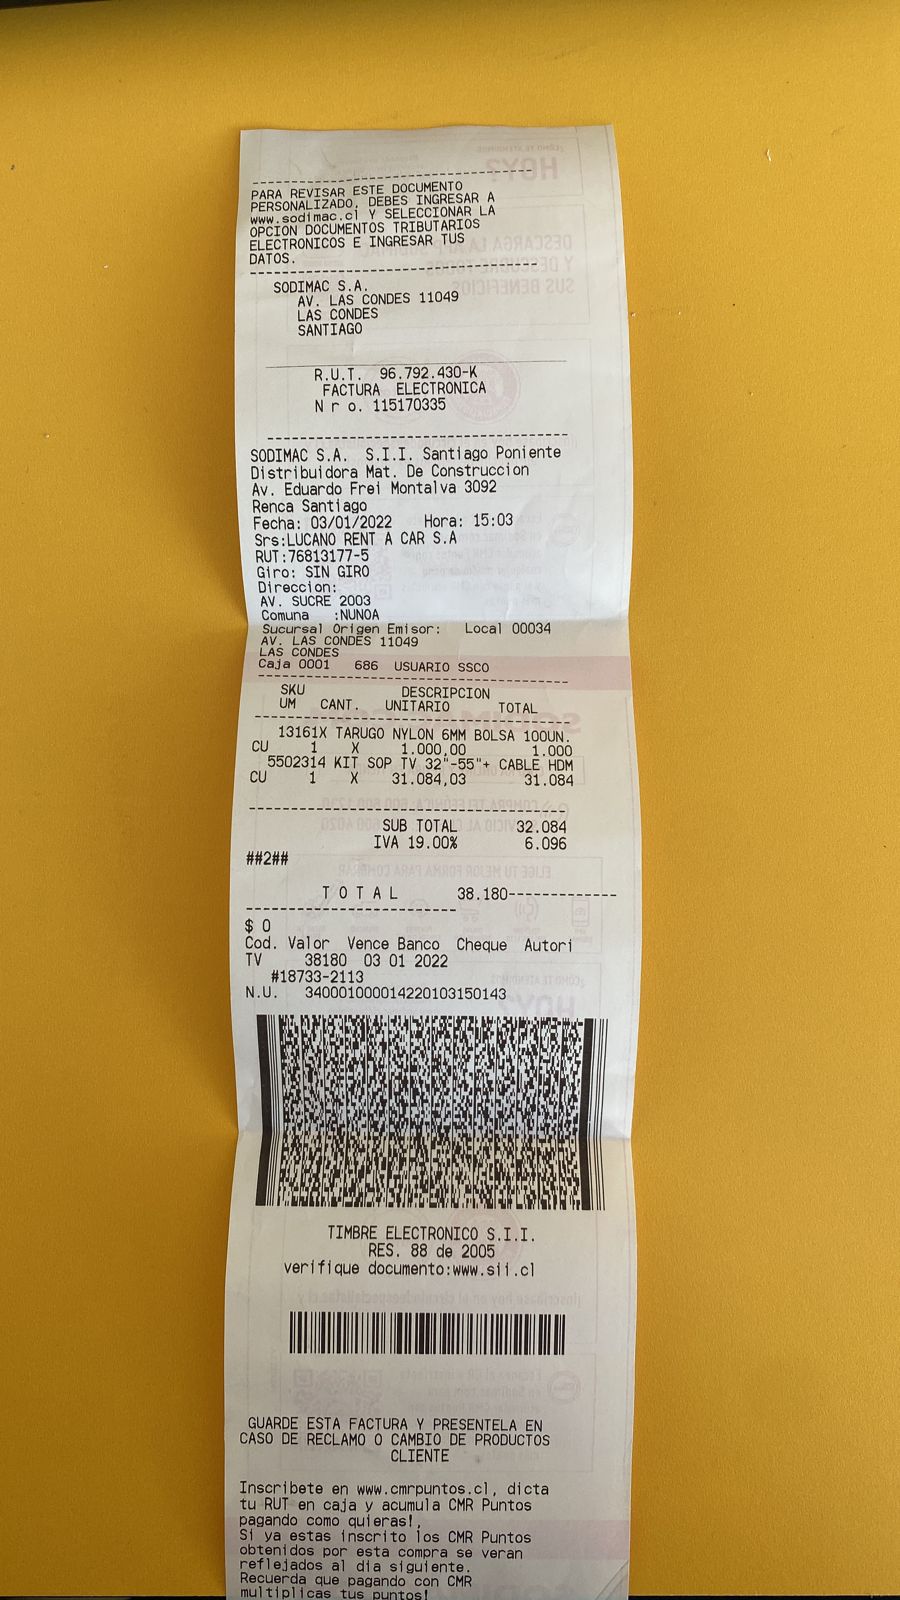 PARA REVISAR ESTE DOCUMENTO
PERSONALIZADO, DEBES INGRESAR A
www.sodimac.cl Y SELECCIONAR LA
OPCION DOCUMENTOS TRIBUTARIOS
ELECTRONICOS E INGRESAR TUS
DATOS.
SODIMAC S.A.
AV. LAS CONDES 11049
LAS CONDES
SANTIAGO
R.U.T. 96.792.430-K
FACTURA ELECTRONICA
N r o. 115170335
SODIMAC S.A. S.I.I. Santiago Poniente
Distribuidora Mat. De Construccion
Av. Eduardo Frei Montalva 3092
Renca Santiago
Fecha: 03/01/2022 Hora: 15:03
Srs:LUCANO RENT A CAR S.A
RUT:76813177-5
Giro: SIN GIRO
Direccion:
AV. SUCRE 2003
Comuna :NUNOA
Sucursal Origen Emisor: Local 00034
AV. LAS CONDES 11049
LAS CONDES
Caja 0001 686 USUARIO SSCO
SKU DESCRIPCION
UM CANT. UNITARIO TOTAL
13161X TARUGO NYLON 6MM BOLSA 100UN.
CU 1 X 1.000,00 1.000
5502314 KIT SOP TV 32"-55"+ CABLE HDM
CU 1 X 31.084,03 31.084
SUB TOTAL 32.084
IVA 19.00% 6.096
##2##
T O T A L 38.180-------------
$ 0
Cod. Valor Vence Banco Cheque Autori
TV 38180 03 01 2022
#18733-2113
N.U. 340001000014220103150143
TIMBRE ELECTRONICO S.I.I.
RES. 88 de 2005
verifique documento:www.sii.cl
GUARDE ESTA FACTURA Y PRESENTELA EN
CASO DE RECLAMO O CAMBIO DE PRODUCTOS
CLIENTE
Inscribete en www.cmrpuntos.cl, dicta
tu RUT en caja y acumula CMR Puntos
pagando como quieras!,
Si ya estas inscrito los CMR Puntos
obtenidos por esta compra se veran
reflejados al dia siguiente.
Recuerda que pagando con CMR
multiplicas tus puntos!